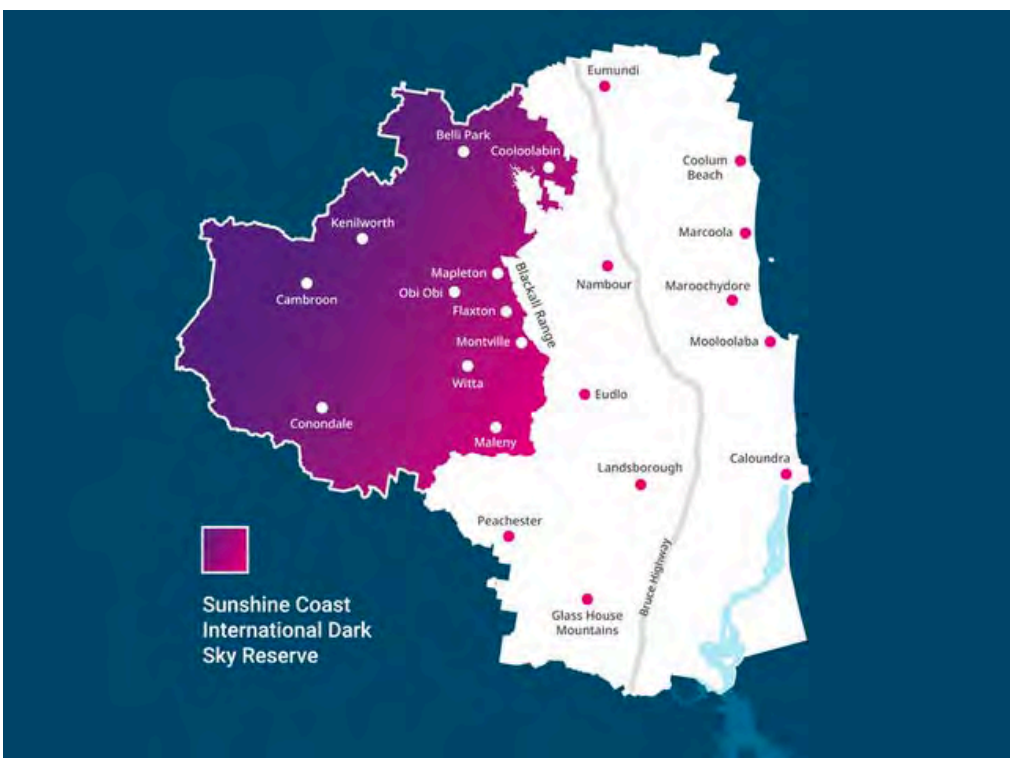 Eumundi
Belli Park
Cooloolabin
Coolum
Beach
Kenilworth
Marcoola
Mapleton
Blackall Range
Nambour
Maroochydore
Cambroon
Obi Obi
Flaxton
Montville
Mooloolaba
Witta
Eudlo
Conondale
Maleny
Landsborough
Caloundra
Peachester
Bruce Highway
Glass House
Mountains
Sunshine Coast
International Dark
Sky Reserve